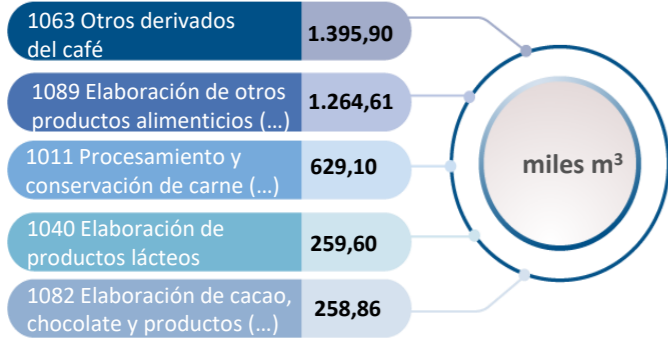 1063 Otros derivados
del café
1.395,90
1089 Elaboración de otros
productos alimenticios (...)
1.264,61
1011 Procesamiento y
conservación de carne (...)
629,10
1040 Elaboración de
productos lácteos
259,60
1082 Elaboración de cacao,
chocolate y productos (...)
258,86
miles m³